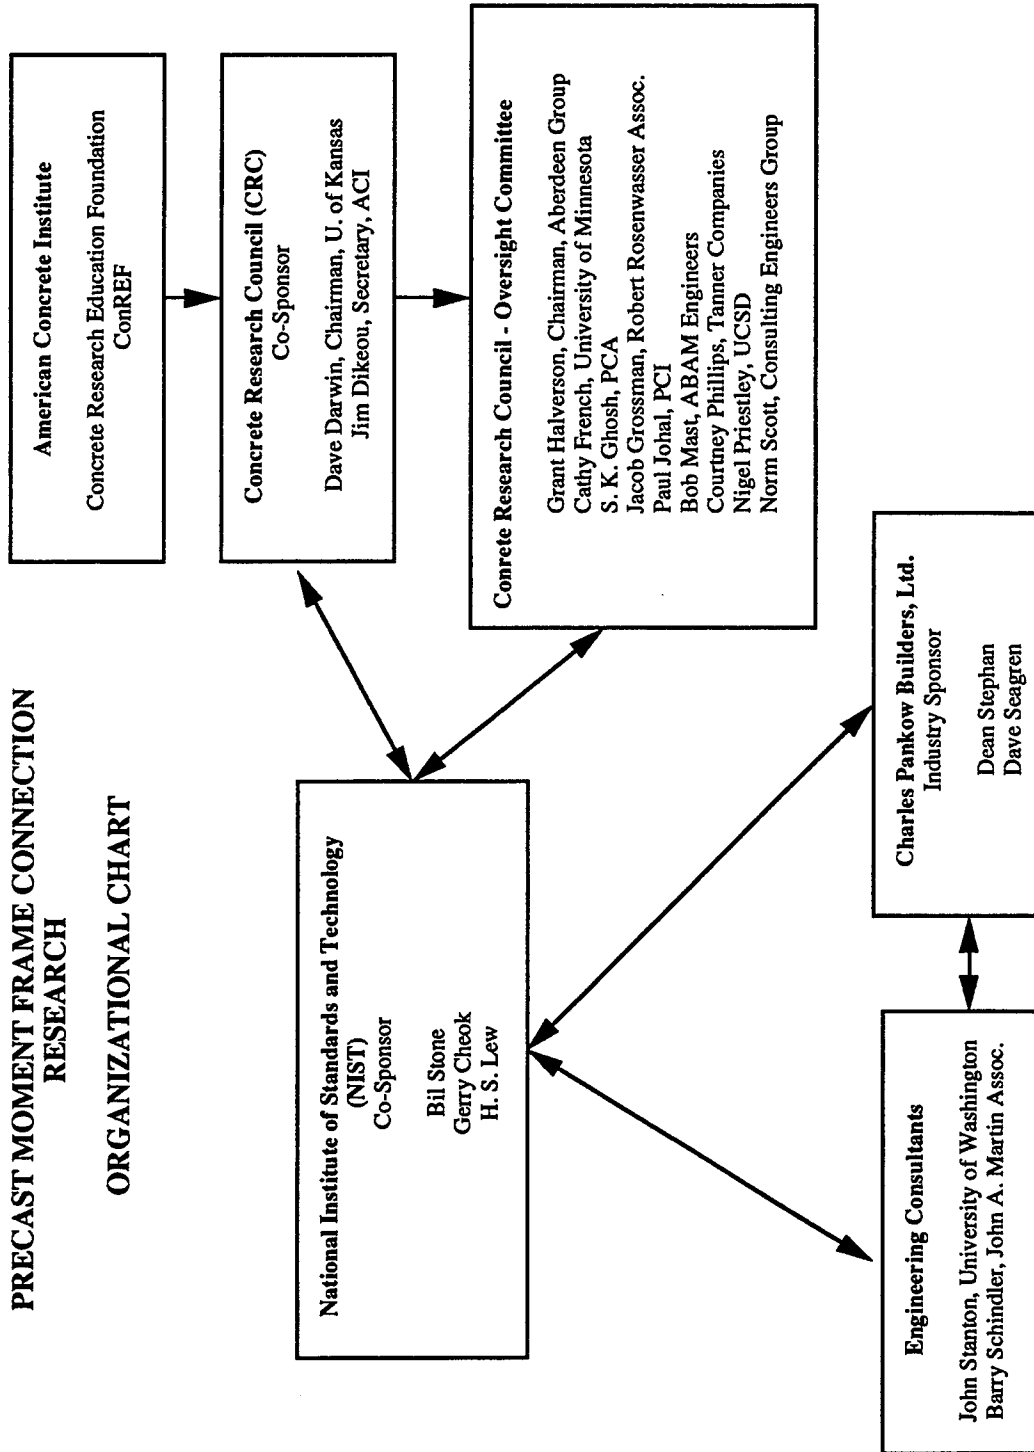 PRECAST MOMENT FRAME CONNECTION
RESEARCH
ORGANIZATIONAL CHART
American Concrete Institute
Concrete Research Education Foundation
ConREF
Concrete Research Council (CRC)
Co-Sponsor
Dave Darwin, Chairman, U. of Kansas
Jim Dikeou, Secretary, ACI
Conrete Research Council - Oversight Committee
Grant Halverson, Chairman, Aberdeen Group
Cathy French, University of Minnesota
S. K. Ghosh, PCA
Jacob Grossman, Robert Rosenwasser Assoc.
Paul Johal, PCI
Bob Mast, ABAM Engineers
Courtney Phillips, Tanner Companies
Nigel Priestley, UCSD
Norm Scott, Consulting Engineers Group
National Institute of Standards and Technology
(NIST)
Co-Sponsor
Bill Stone
Gerry Cheok
H. S. Lew
Engineering Consultants
John Stanton, University of Washington
Barry Schindler, John A. Martin Assoc.
Charles Pankow Builders, Ltd.
Industry Sponsor
Dean Stephan
Dave Seagren